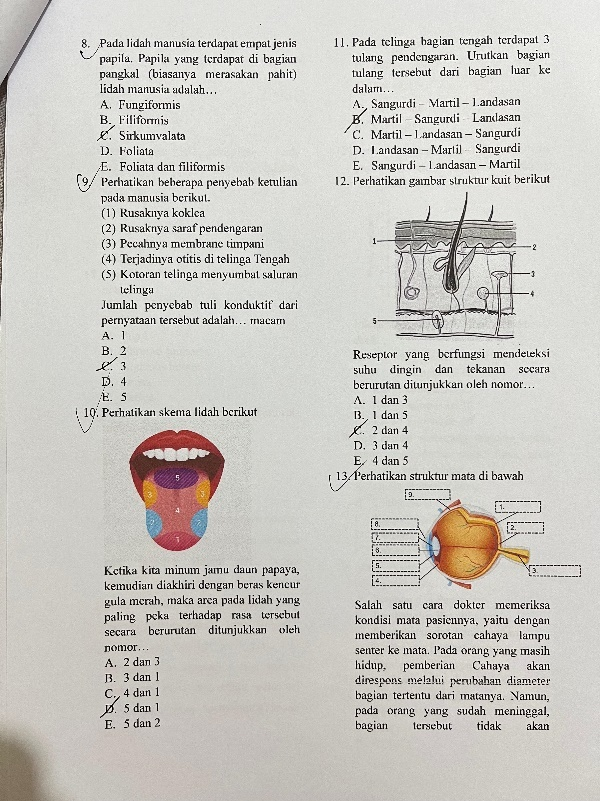 8. Pada lidah manusia terdapat empat jenis
papila. Papila yang terdapat di bagian
pangkal (biasanya merasakan pahit)
lidah manusia adalah…
A. Fungiformis
B. Filiformis
C. Sirkumvalata
D. Foliata
E. Foliata dan filiformis
9. Perhatikan beberapa penyebab ketulian
pada manusia berikut.
(1) Rusaknya koklea
(2) Rusaknya saraf pendengaran
(3) Pecahnya membrane timpani
(4) Terjadinya otitis di telinga Tengah
(5) Kotoran telinga menyumbat saluran
telinga
Jumlah penyebab tuli konduktif dari
pernyataan tersebut adalah… macam
A. 1
B. 2
C. 3
D. 4
E. 5
10. Perhatikan skema lidah berikut
5
3 3
4
2 2
1
Ketika kita minum jamu daun papaya,
kemudian diakhiri dengan beras kencur
gula merah, maka area pada lidah yang
paling peka terhadap rasa tersebut
secara berurutan ditunjukkan oleh
nomor…
A. 2 dan 3
B. 3 dan 1
C. 4 dan 1
D. 5 dan 1
E. 5 dan 2
11. Pada telinga bagian tengah terdapat 3
tulang pendengaran. Urutkan bagian
tulang tersebut dari bagian luar ke
dalam…
A. Sangurdi – Martil – Landasan
B. Martil – Sangurdi – Landasan
C. Martil – Landasan – Sangurdi
D. Landasan – Martil – Sangurdi
E. Sangurdi – Landasan – Martil
12. Perhatikan gambar struktur kuit berikut
1
2
3
4
5
Reseptor yang berfungsi mendeteksi
suhu dingin dan tekanan secara
berurutan ditunjukkan oleh nomor…
A. 1 dan 3
B. 1 dan 5
C. 2 dan 4
D. 3 dan 4
E. 4 dan 5
13. Perhatikan struktur mata di bawah
9.
1.
8.
2.
7.
6.
5.
3.
4.
Salah satu cara dokter memeriksa
kondisi mata pasiennya, yaitu dengan
memberikan sorotan cahaya lampu
senter ke mata. Pada orang yang masih
hidup, pemberian Cahaya akan
direspons melalui perubahan diameter
bagian tertentu dari matanya. Namun,
pada orang yang sudah meninggal,
bagian tersebut tidak akan